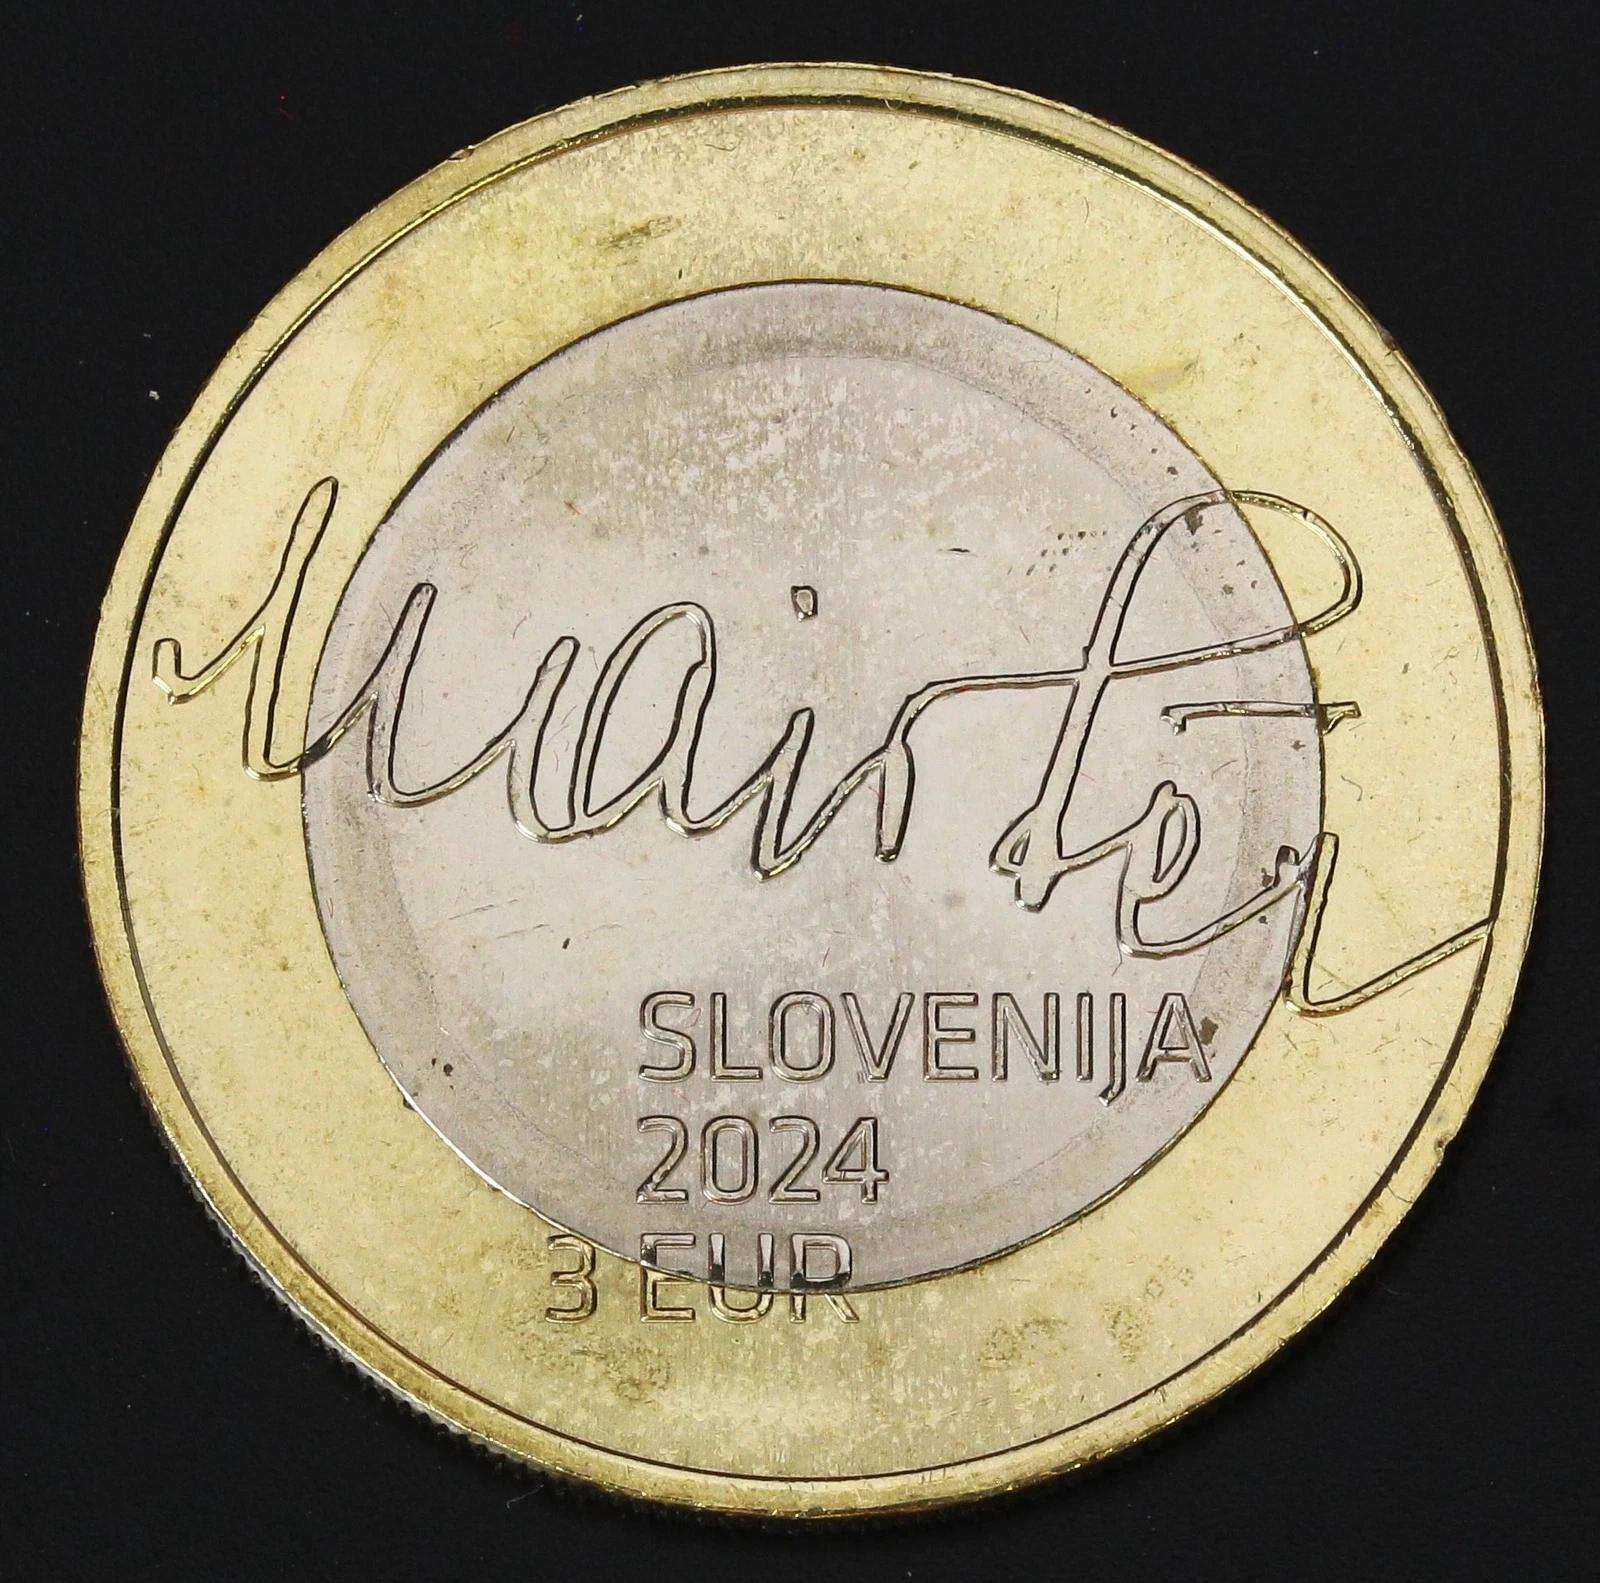 Maister
SLOVENIJA
2024
3 EUR